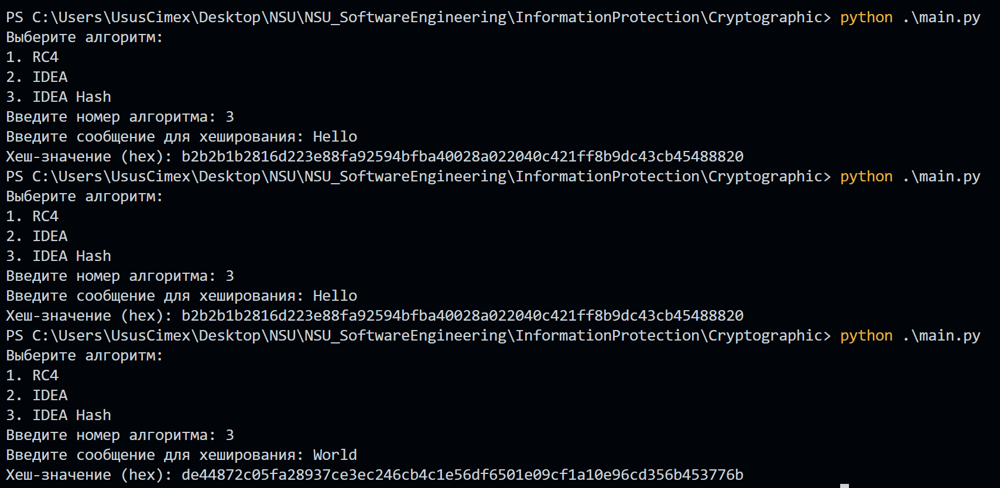 PS C:\Users\UsusCimex\Desktop\NSU\NSU_SoftwareEngineering\InformationProtection\Cryptographic> python .\main.py
Выберите алгоритм:
1. RC4
2. IDEA
3. IDEA Hash
Введите номер алгоритма: 3
Введите сообщение для хеширования: Hello
Хеш-значение (hex): b2b2b1b2816d223e88fa92594bfba40028a022040c421ff8b9dc43cb45488820
PS C:\Users\UsusCimex\Desktop\NSU\NSU_SoftwareEngineering\InformationProtection\Cryptographic> python .\main.py
Выберите алгоритм:
1. RC4
2. IDEA
3. IDEA Hash
Введите номер алгоритма: 3
Введите сообщение для хеширования: Hello
Хеш-значение (hex): b2b2b1b2816d223e88fa92594bfba40028a022040c421ff8b9dc43cb45488820
PS C:\Users\UsusCimex\Desktop\NSU\NSU_SoftwareEngineering\InformationProtection\Cryptographic> python .\main.py
Выберите алгоритм:
1. RC4
2. IDEA
3. IDEA Hash
Введите номер алгоритма: 3
Введите сообщение для хеширования: World
Хеш-значение (hex): de44872c05fa28937ce3ec246cb4c1e56df6501e09cf1a10e96cd356b453776b